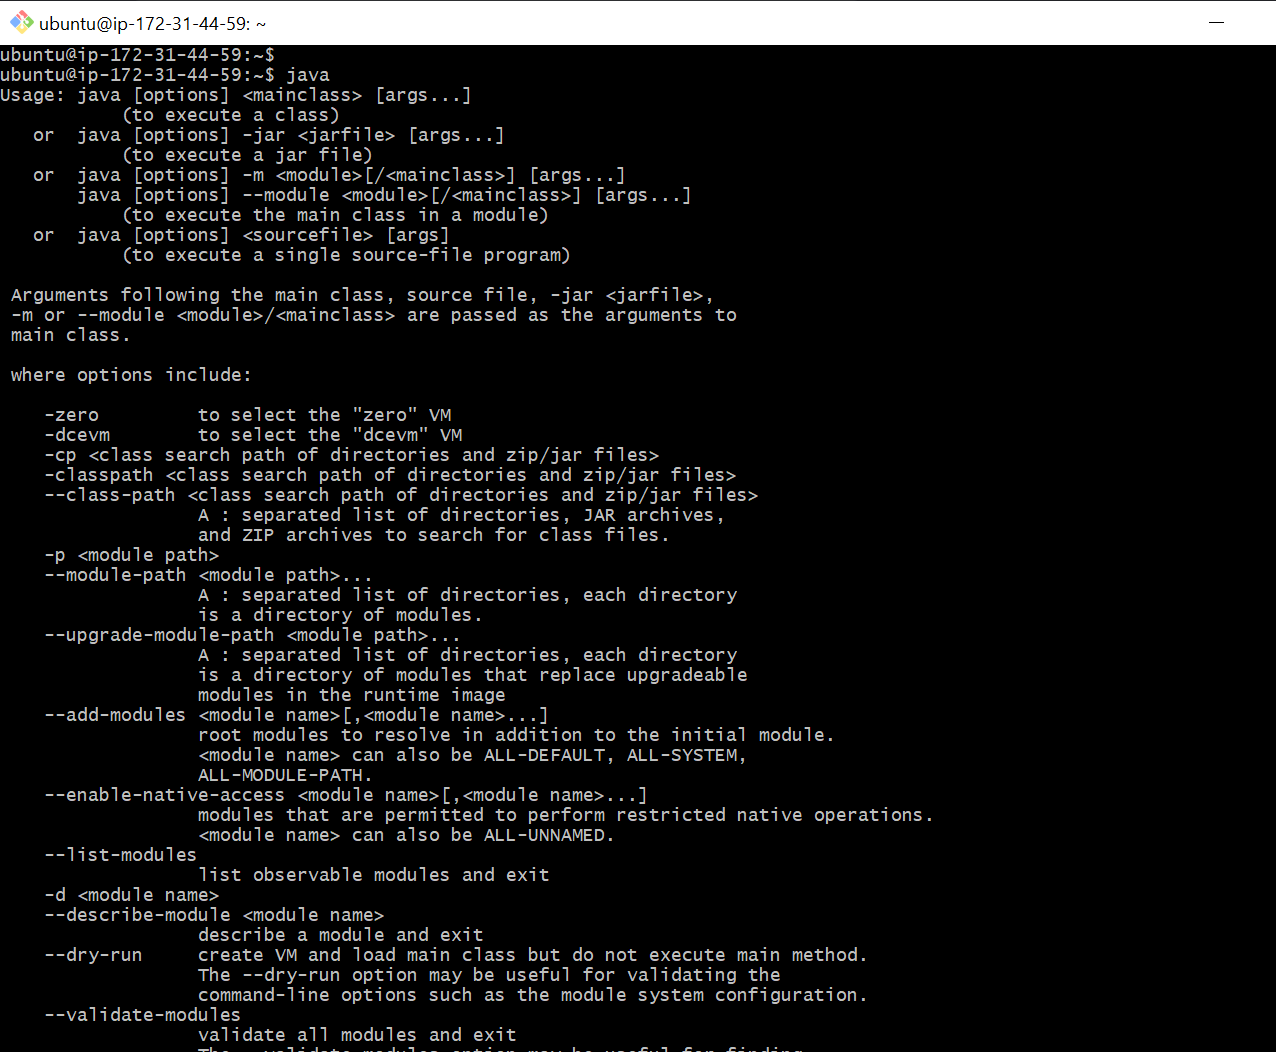 ubuntu@ip-172-31-44-59: ~
ubuntu@ip-172-31-44-59:~$
ubuntu@ip-172-31-44-59:~$ java
Usage: java [options] <mainclass> [args...]
           (to execute a class)
   or  java [options] -jar <jarfile> [args...]
           (to execute a jar file)
   or  java [options] -m <module>[/<mainclass>] [args...]
       java [options] --module <module>[/<mainclass>] [args...]
           (to execute the main class in a module)
   or  java [options] <sourcefile> [args]
           (to execute a single source-file program)

 Arguments following the main class, source file, -jar <jarfile>,
 -m or --module <module>/<mainclass> are passed as the arguments to
 main class.

 where options include:

    -zero         to select the "zero" VM
    -dcevm        to select the "dcevm" VM
    -cp <class search path of directories and zip/jar files>
    -classpath <class search path of directories and zip/jar files>
    --class-path <class search path of directories and zip/jar files>
                  A : separated list of directories, JAR archives,
                  and ZIP archives to search for class files.
    -p <module path>
    --module-path <module path>...
                  A : separated list of directories, each directory
                  is a directory of modules.
    --upgrade-module-path <module path>...
                  A : separated list of directories, each directory
                  is a directory of modules that replace upgradeable
                  modules in the runtime image
    --add-modules <module name>[,<module name>...]
                  root modules to resolve in addition to the initial module.
                  <module name> can also be ALL-DEFAULT, ALL-SYSTEM,
                  ALL-MODULE-PATH.
    --enable-native-access <module name>[,<module name>...]
                  modules that are permitted to perform restricted native operations.
                  <module name> can also be ALL-UNNAMED.
    --list-modules
                  list observable modules and exit
    -d <module name>
    --describe-module <module name>
                  describe a module and exit
    --dry-run     create VM and load main class but do not execute main method.
                  The --dry-run option may be useful for validating the
                  command-line options such as the module system configuration.
    --validate-modules
                  validate all modules and exit
                  The --validate-modules option may be useful for finding